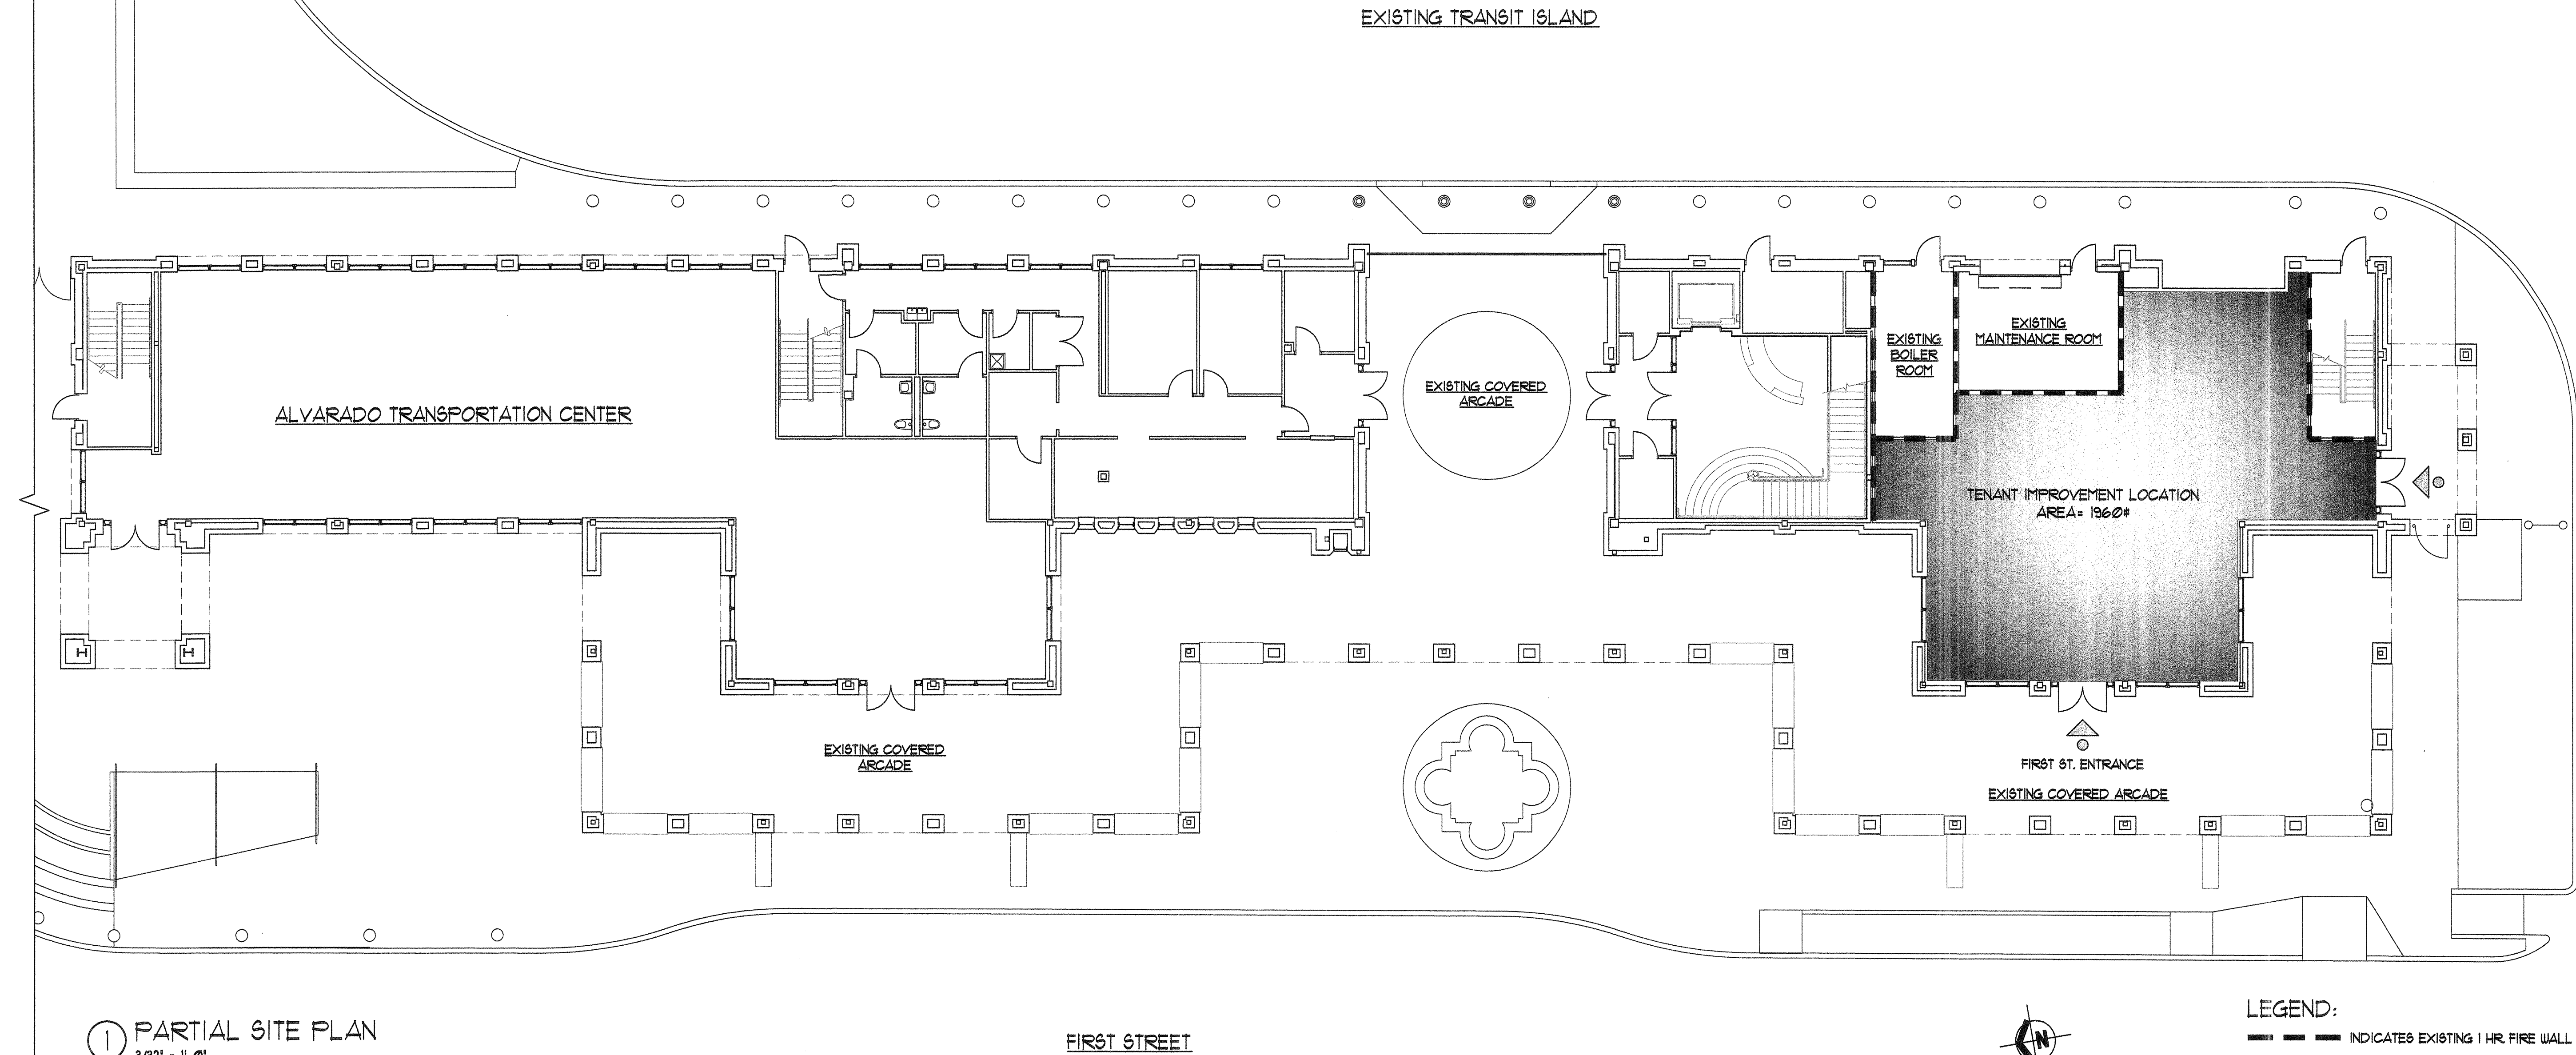 EXISTING TRANSIT ISLAND
EXISTING
MAINTENANCE ROOM
EXISTING
BOILER
ROOM
EXISTING COVERED
ARCADE
ALVARADO TRANSPORTATION CENTER
TENANT IMPROVEMENT LOCATION
AREA= 1960#
H
H
EXISTING COVERED
ARCADE
FIRST ST. ENTRANCE
EXISTING COVERED ARCADE
LEGEND:
1 PARTIAL SITE PLAN
FIRST STREET
N
INDICATES EXISTING 1 HR FIRE WALL